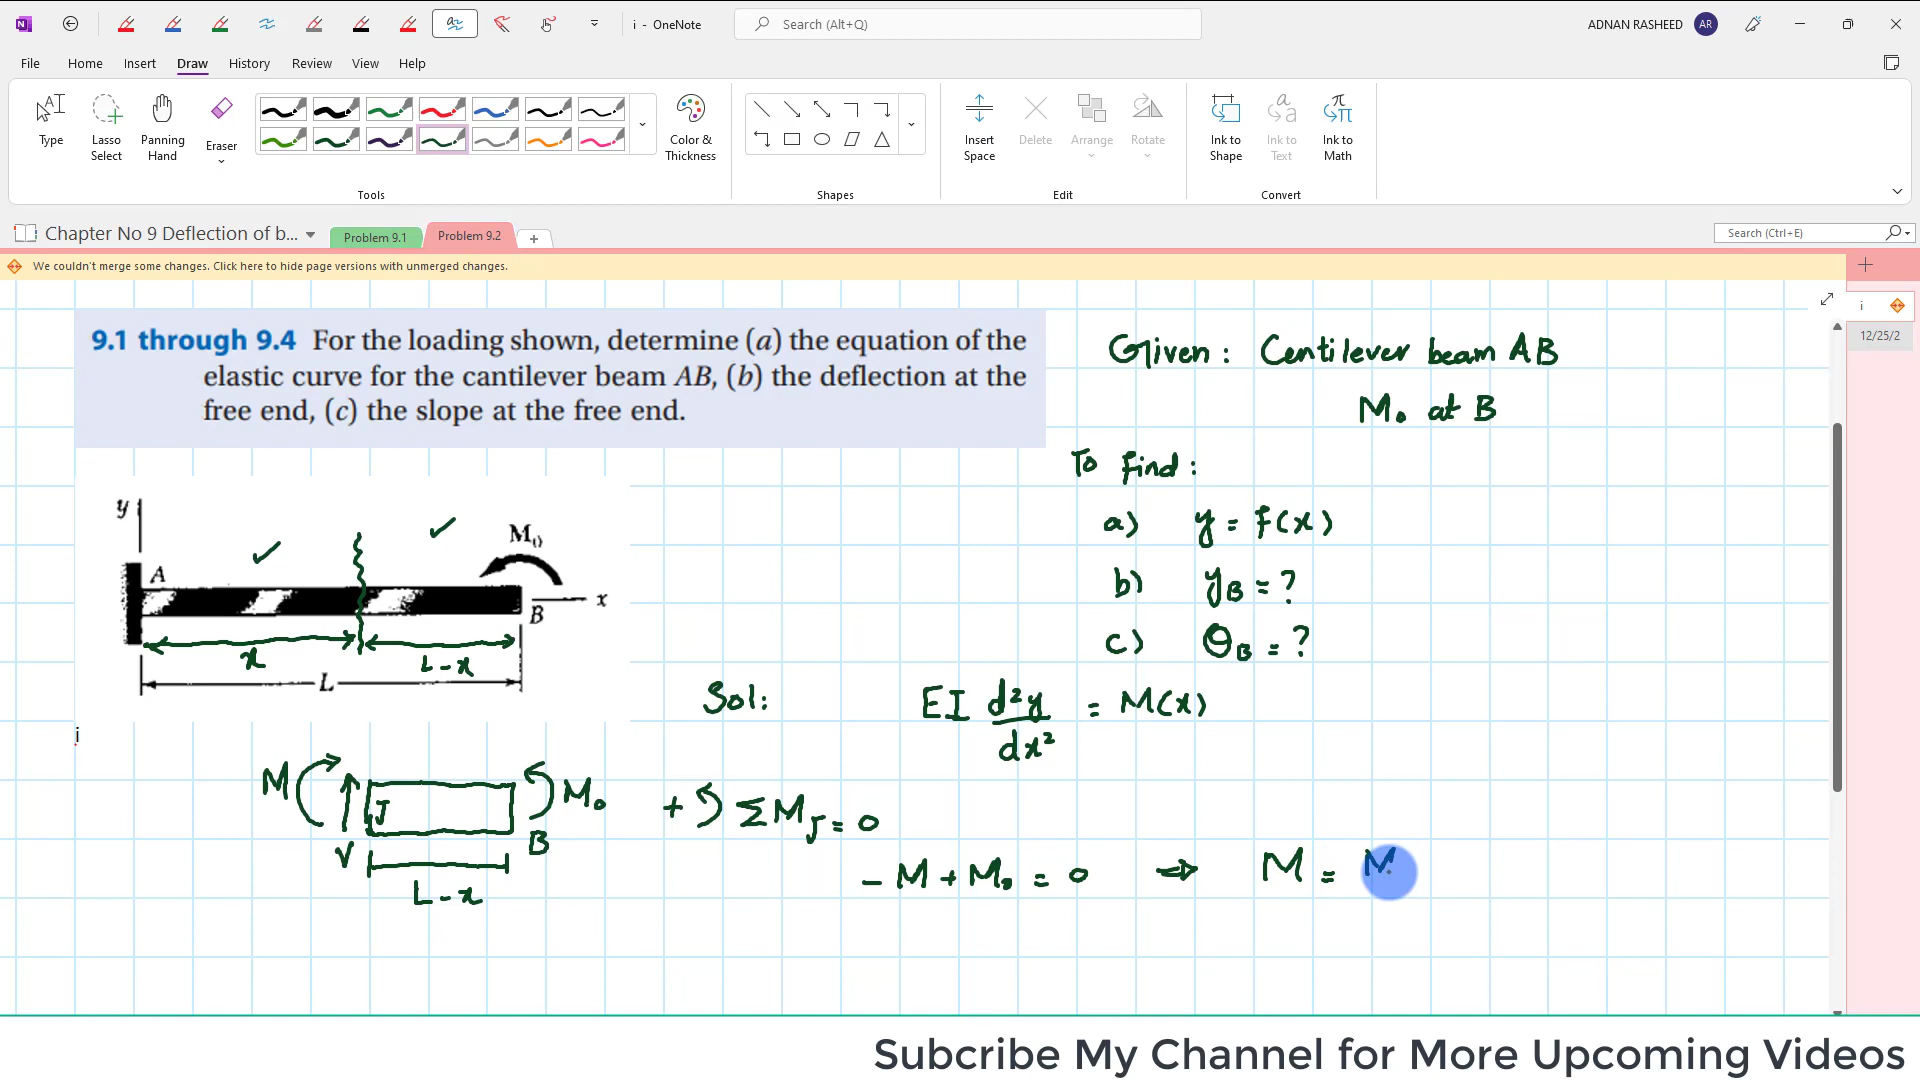 i - OneNote
Search (Alt+Q)
ADNAN RASHEED AR
File Home Insert Draw History Review View Help
Type
Lasso Select
Panning Hand
Eraser
Color & Thickness
Insert Space
Delete
Arrange
Rotate
Ink to Shape
Ink to Text
Ink to Math
Tools
Shapes
Edit
Convert
Chapter No 9 Deflection of b...
Problem 9.1
Problem 9.2
Search (Ctrl+E)
We couldn't merge some changes. Click here to hide page versions with unmerged changes.
i
12/25/2
9.1 through 9.4 For the loading shown, determine (a) the equation of the
elastic curve for the cantilever beam AB, (b) the deflection at the
free end, (c) the slope at the free end.
Given: Centilever beam AB
M₀ at B
To Find:
a) y = F(x)
b) yB = ?
c) θB = ?
y
A
M₀
B
x
x
L-x
L
i
Sol: EI d²y/dx² = M(x)
M
V
J
M₀
B
L-x
+ ↺ ΣMJ = 0
-M + M₀ = 0 ⇒ M = M
Subcribe My Channel for More Upcoming Videos